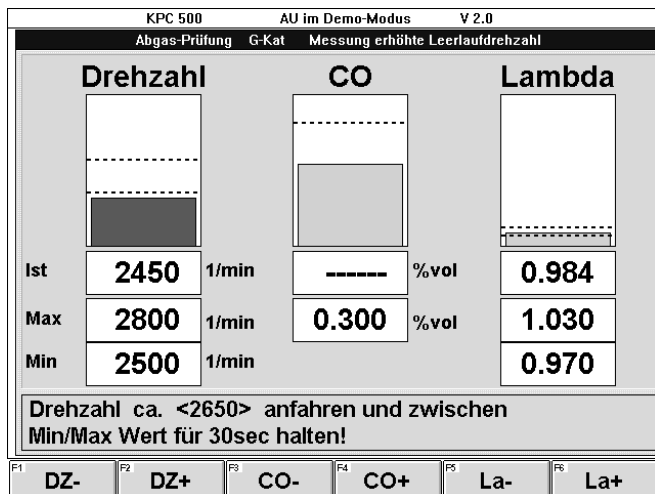 KPC 500 AU im Demo-Modus V 2.0
Abgas-Prüfung G-Kat Messung erhöhte Leerlaufdrehzahl
Drehzahl CO Lambda
Ist 2450 1/min ------ %vol 0.984
Max 2800 1/min 0.300 %vol 1.030
Min 2500 1/min 0.970
Drehzahl ca. <2650> anfahren und zwischen
Min/Max Wert für 30sec halten!
F1 DZ- F2 DZ+ F3 CO- F4 CO+ F5 La- F6 La+